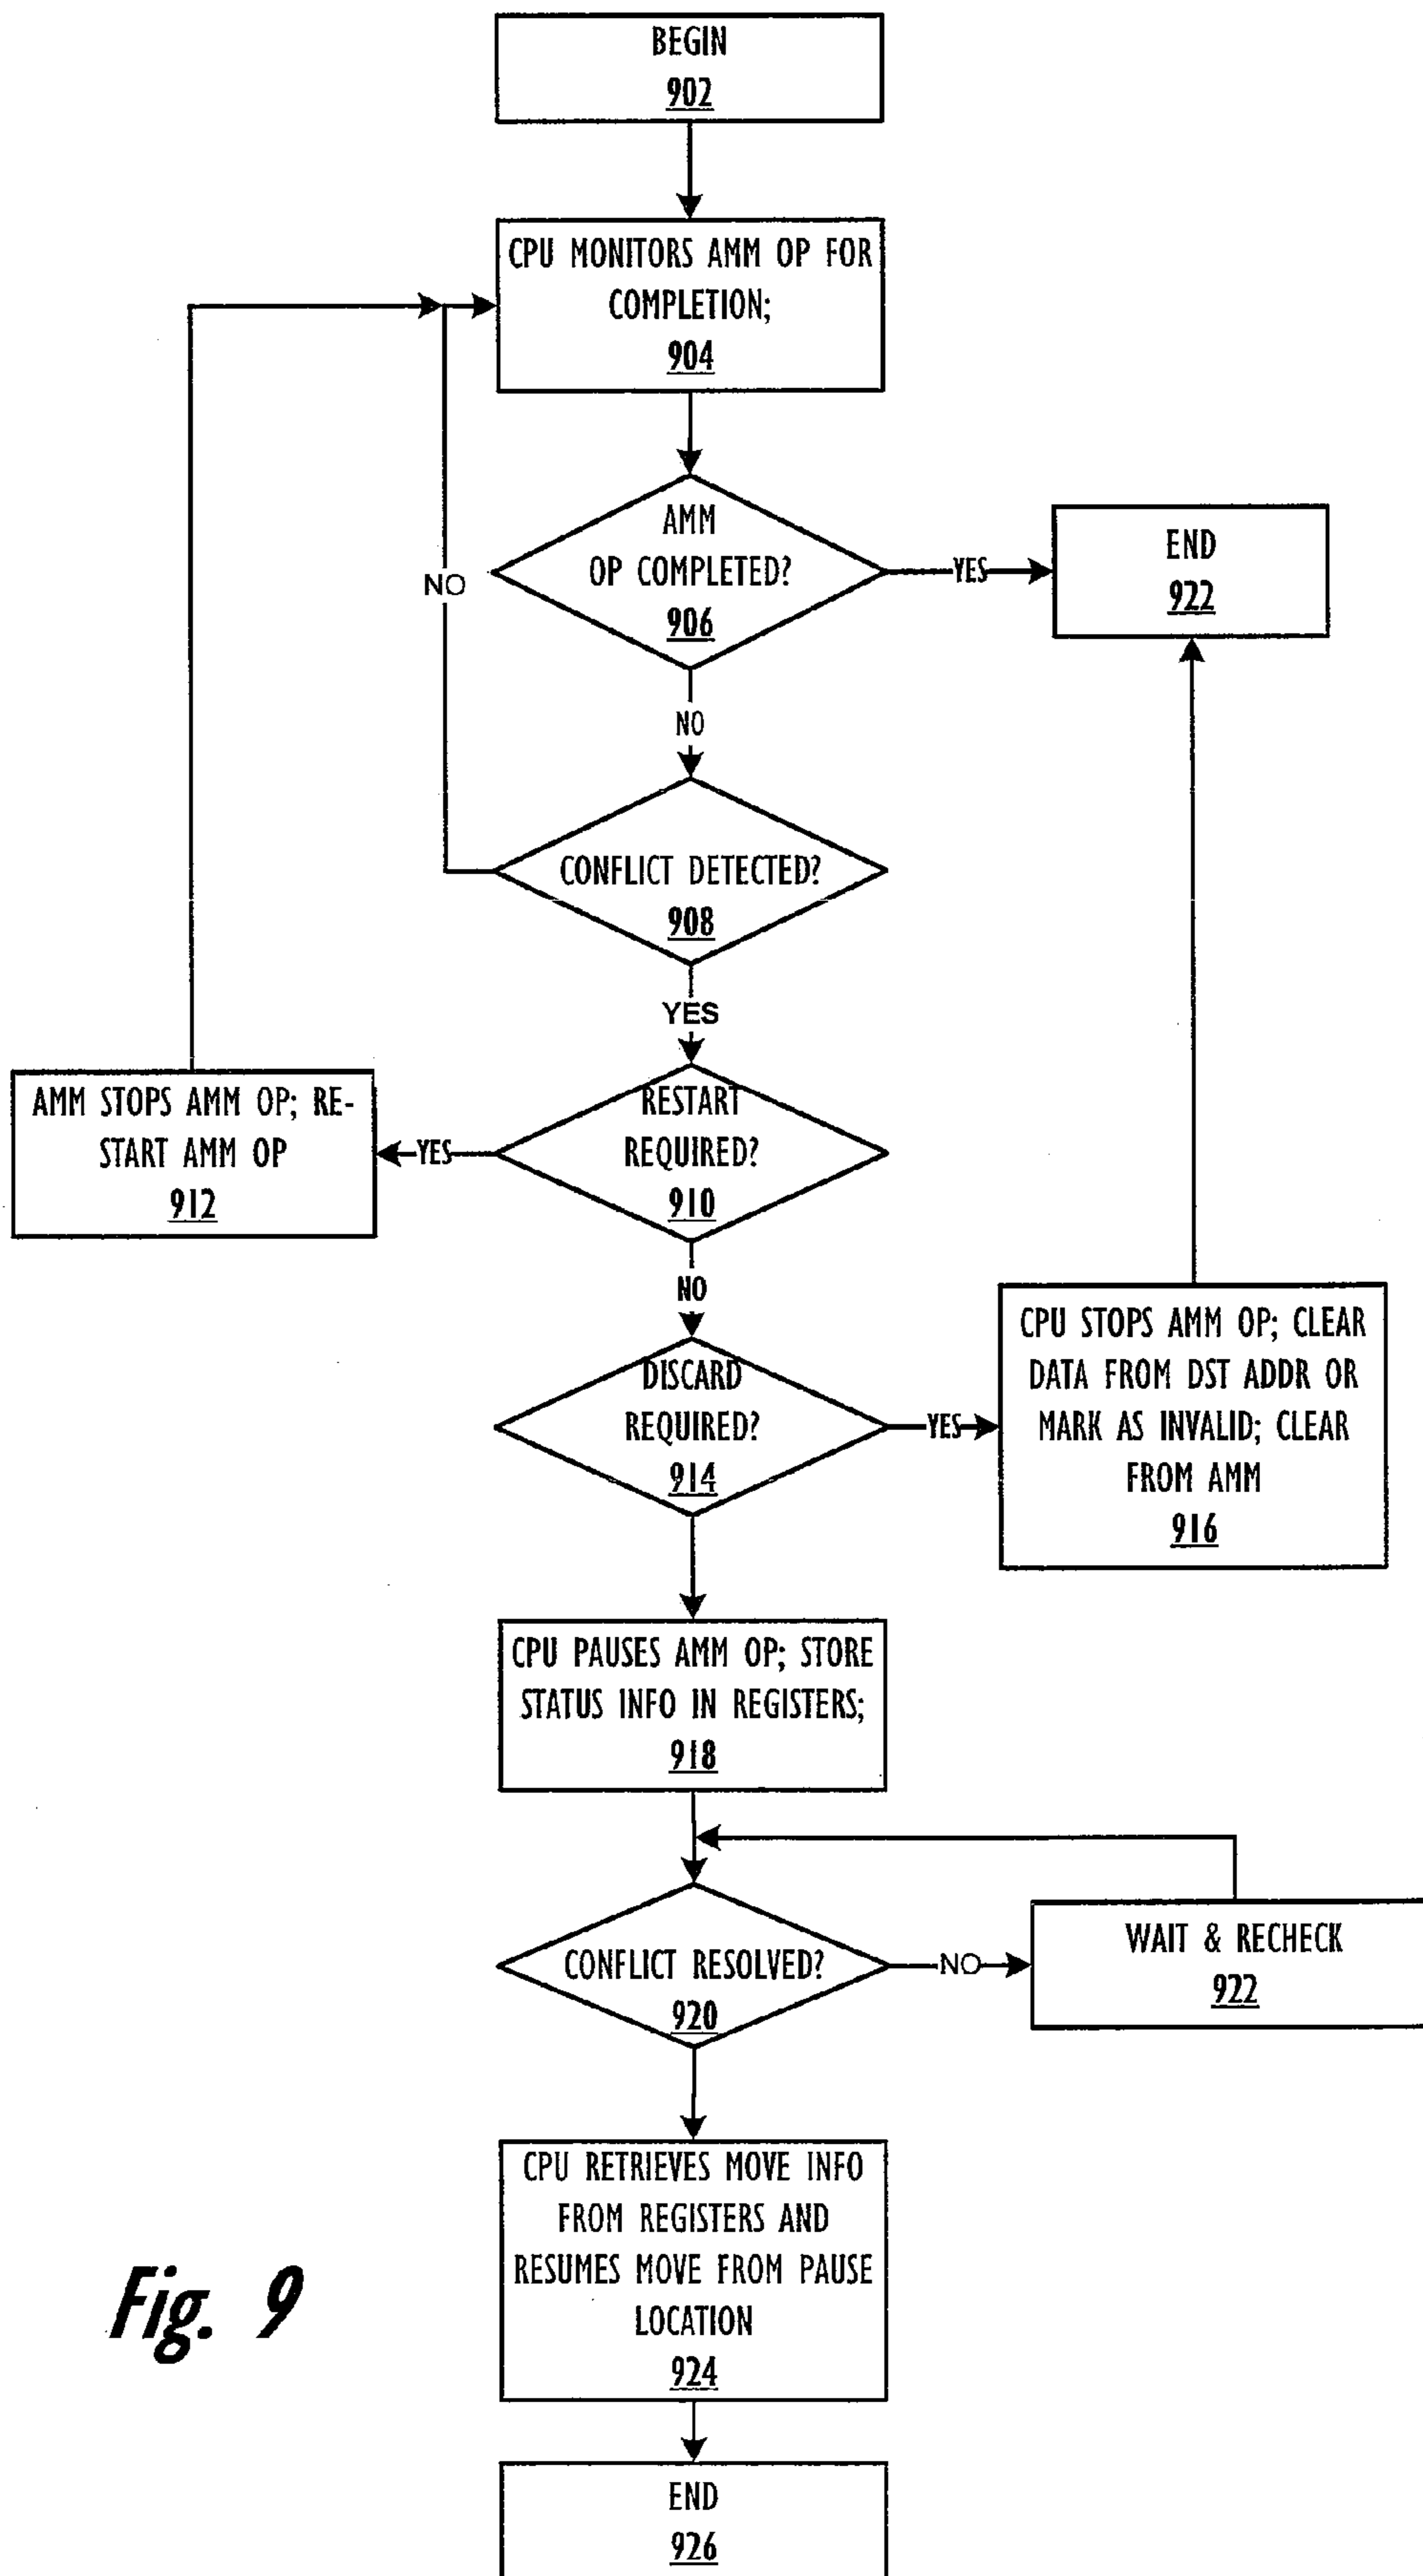 BEGIN
902
CPU MONITORS AMM OP FOR
COMPLETION;
904
AMM
OP COMPLETED?
906
YES
END
922
NO
NO
CONFLICT DETECTED?
908
YES
RESTART
REQUIRED?
910
YES
AMM STOPS AMM OP; RE-
START AMM OP
912
NO
DISCARD
REQUIRED?
914
YES
CPU STOPS AMM OP; CLEAR
DATA FROM DST ADDR OR
MARK AS INVALID; CLEAR
FROM AMM
916
CPU PAUSES AMM OP; STORE
STATUS INFO IN REGISTERS;
918
CONFLICT RESOLVED?
920
NO
WAIT & RECHECK
922
CPU RETRIEVES MOVE INFO
FROM REGISTERS AND
RESUMES MOVE FROM PAUSE
LOCATION
924
END
926
Fig. 9